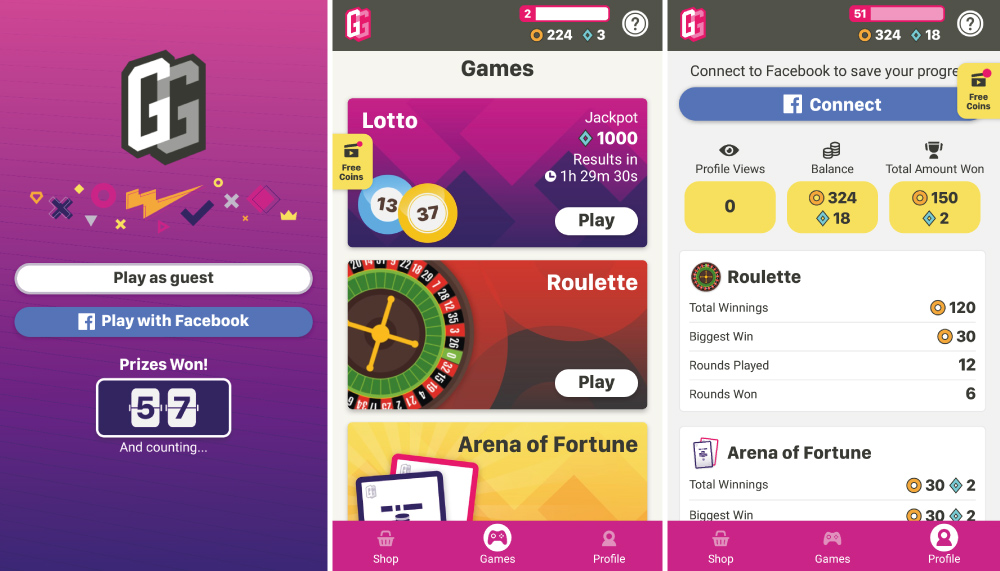 GG
Play as guest
Play with Facebook
Prizes Won!
57
And counting...
2
224 3
?
Games
Lotto
Jackpot
1000
Results in
1h 29m 30s
Free
Coins
13
37
Play
Roulette
Play
Arena of Fortune
Shop
Games
Profile
51
324 18
?
Connect to Facebook to save your progre
Free
Coins
Connect
Profile Views
Balance
Total Amount Won
0
324
18
150
2
Roulette
Total Winnings 120
Biggest Win 30
Rounds Played 12
Rounds Won 6
Arena of Fortune
Total Winnings 30 2
Biggest Win 30 2
Shop
Games
Profile